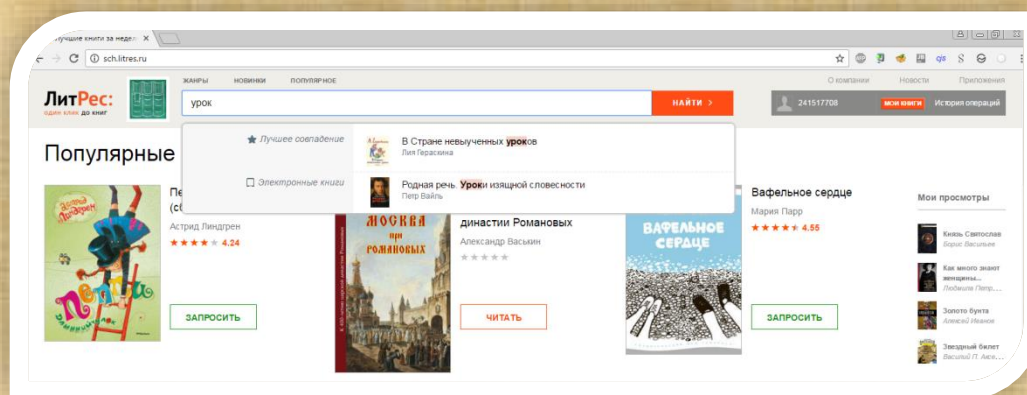 лучшие книги за недел
sch.litres.ru
ЖАНРЫ НОВИНКИ ПОПУЛЯРНОЕ
О компании Новости Приложения
ЛитРес:
один клик до книг
урок
НАЙТИ >
241517708
МОИ КНИГИ
История операций
Лучшее совпадение
В Стране невыученных уроков
Лия Гераскина
Электронные книги
Родная речь. Уроки изящной словесности
Петр Вайль
Популярные
Пе
(сб
Астрид Линдгрен
4.24
ЗАПРОСИТЬ
МОСКВА
при
РОМАНОВЫХ
династии Романовых
Александр Васькин
ЧИТАТЬ
ВАФЕЛЬНОЕ
СЕРДЦЕ
Вафельное сердце
Мария Парр
4.55
ЗАПРОСИТЬ
Мои просмотры
Князь Святослав
Борис Васильев
Как много знают
женщины...
Людмила Петр...
Золото бунта
Алексей Иванов
Звездный билет
Василий П. Аксе...